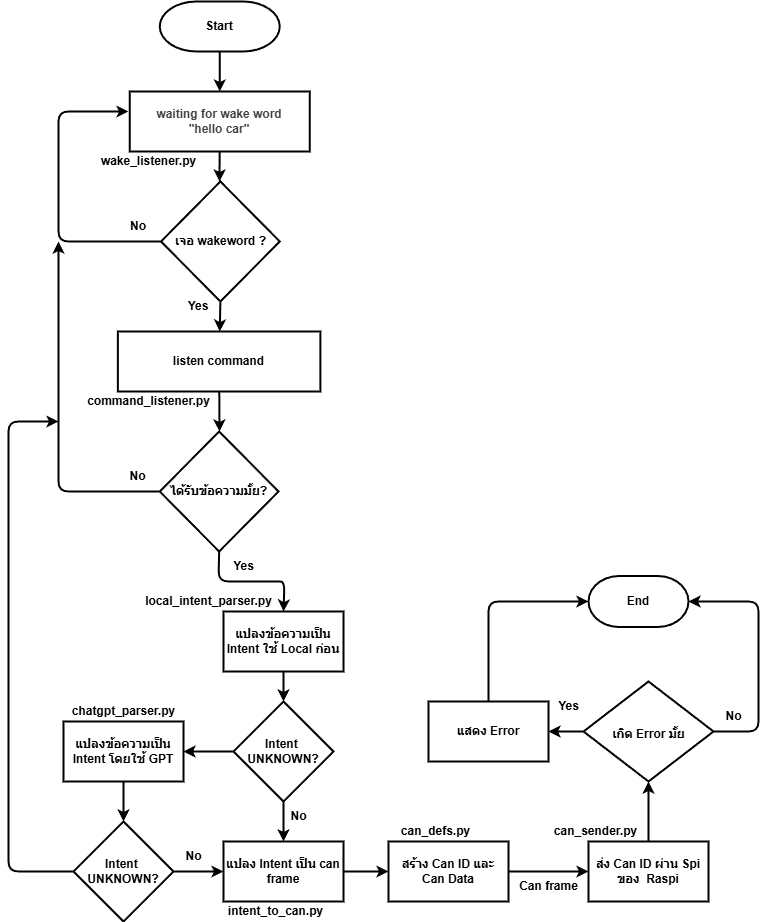 Start
waiting for wake word
"hello car"
wake_listener.py
No
เจอ wakeword ?
Yes
listen command
command_listener.py
No
ได้รับข้อความมั้ย?
Yes
local_intent_parser.py
แปลงข้อความเป็น
Intent ใช้ Local ก่อน
chatgpt_parser.py
แปลงข้อความเป็น
Intent โดยใช้ GPT
Intent
UNKNOWN?
No
Intent
UNKNOWN?
No
แปลง Intent เป็น can
frame
intent_to_can.py
can_defs.py
สร้าง Can ID และ
Can Data
Can frame
can_sender.py
ส่ง Can ID ผ่าน Spi
ของ Raspi
เกิด Error มั้ย
Yes
No
แสดง Error
End